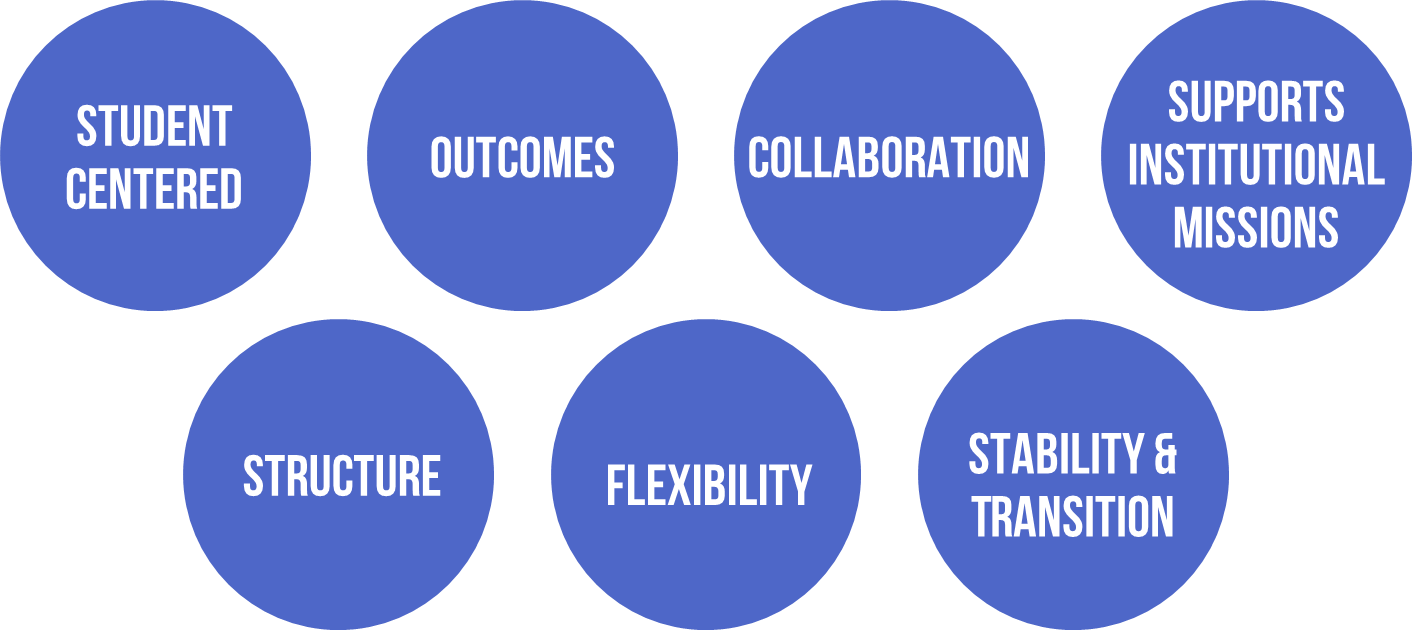 STUDENT
CENTERED
OUTCOMES
COLLABORATION
SUPPORTS
INSTITUTIONAL
MISSIONS
STRUCTURE
FLEXIBILITY
STABILITY &
TRANSITION